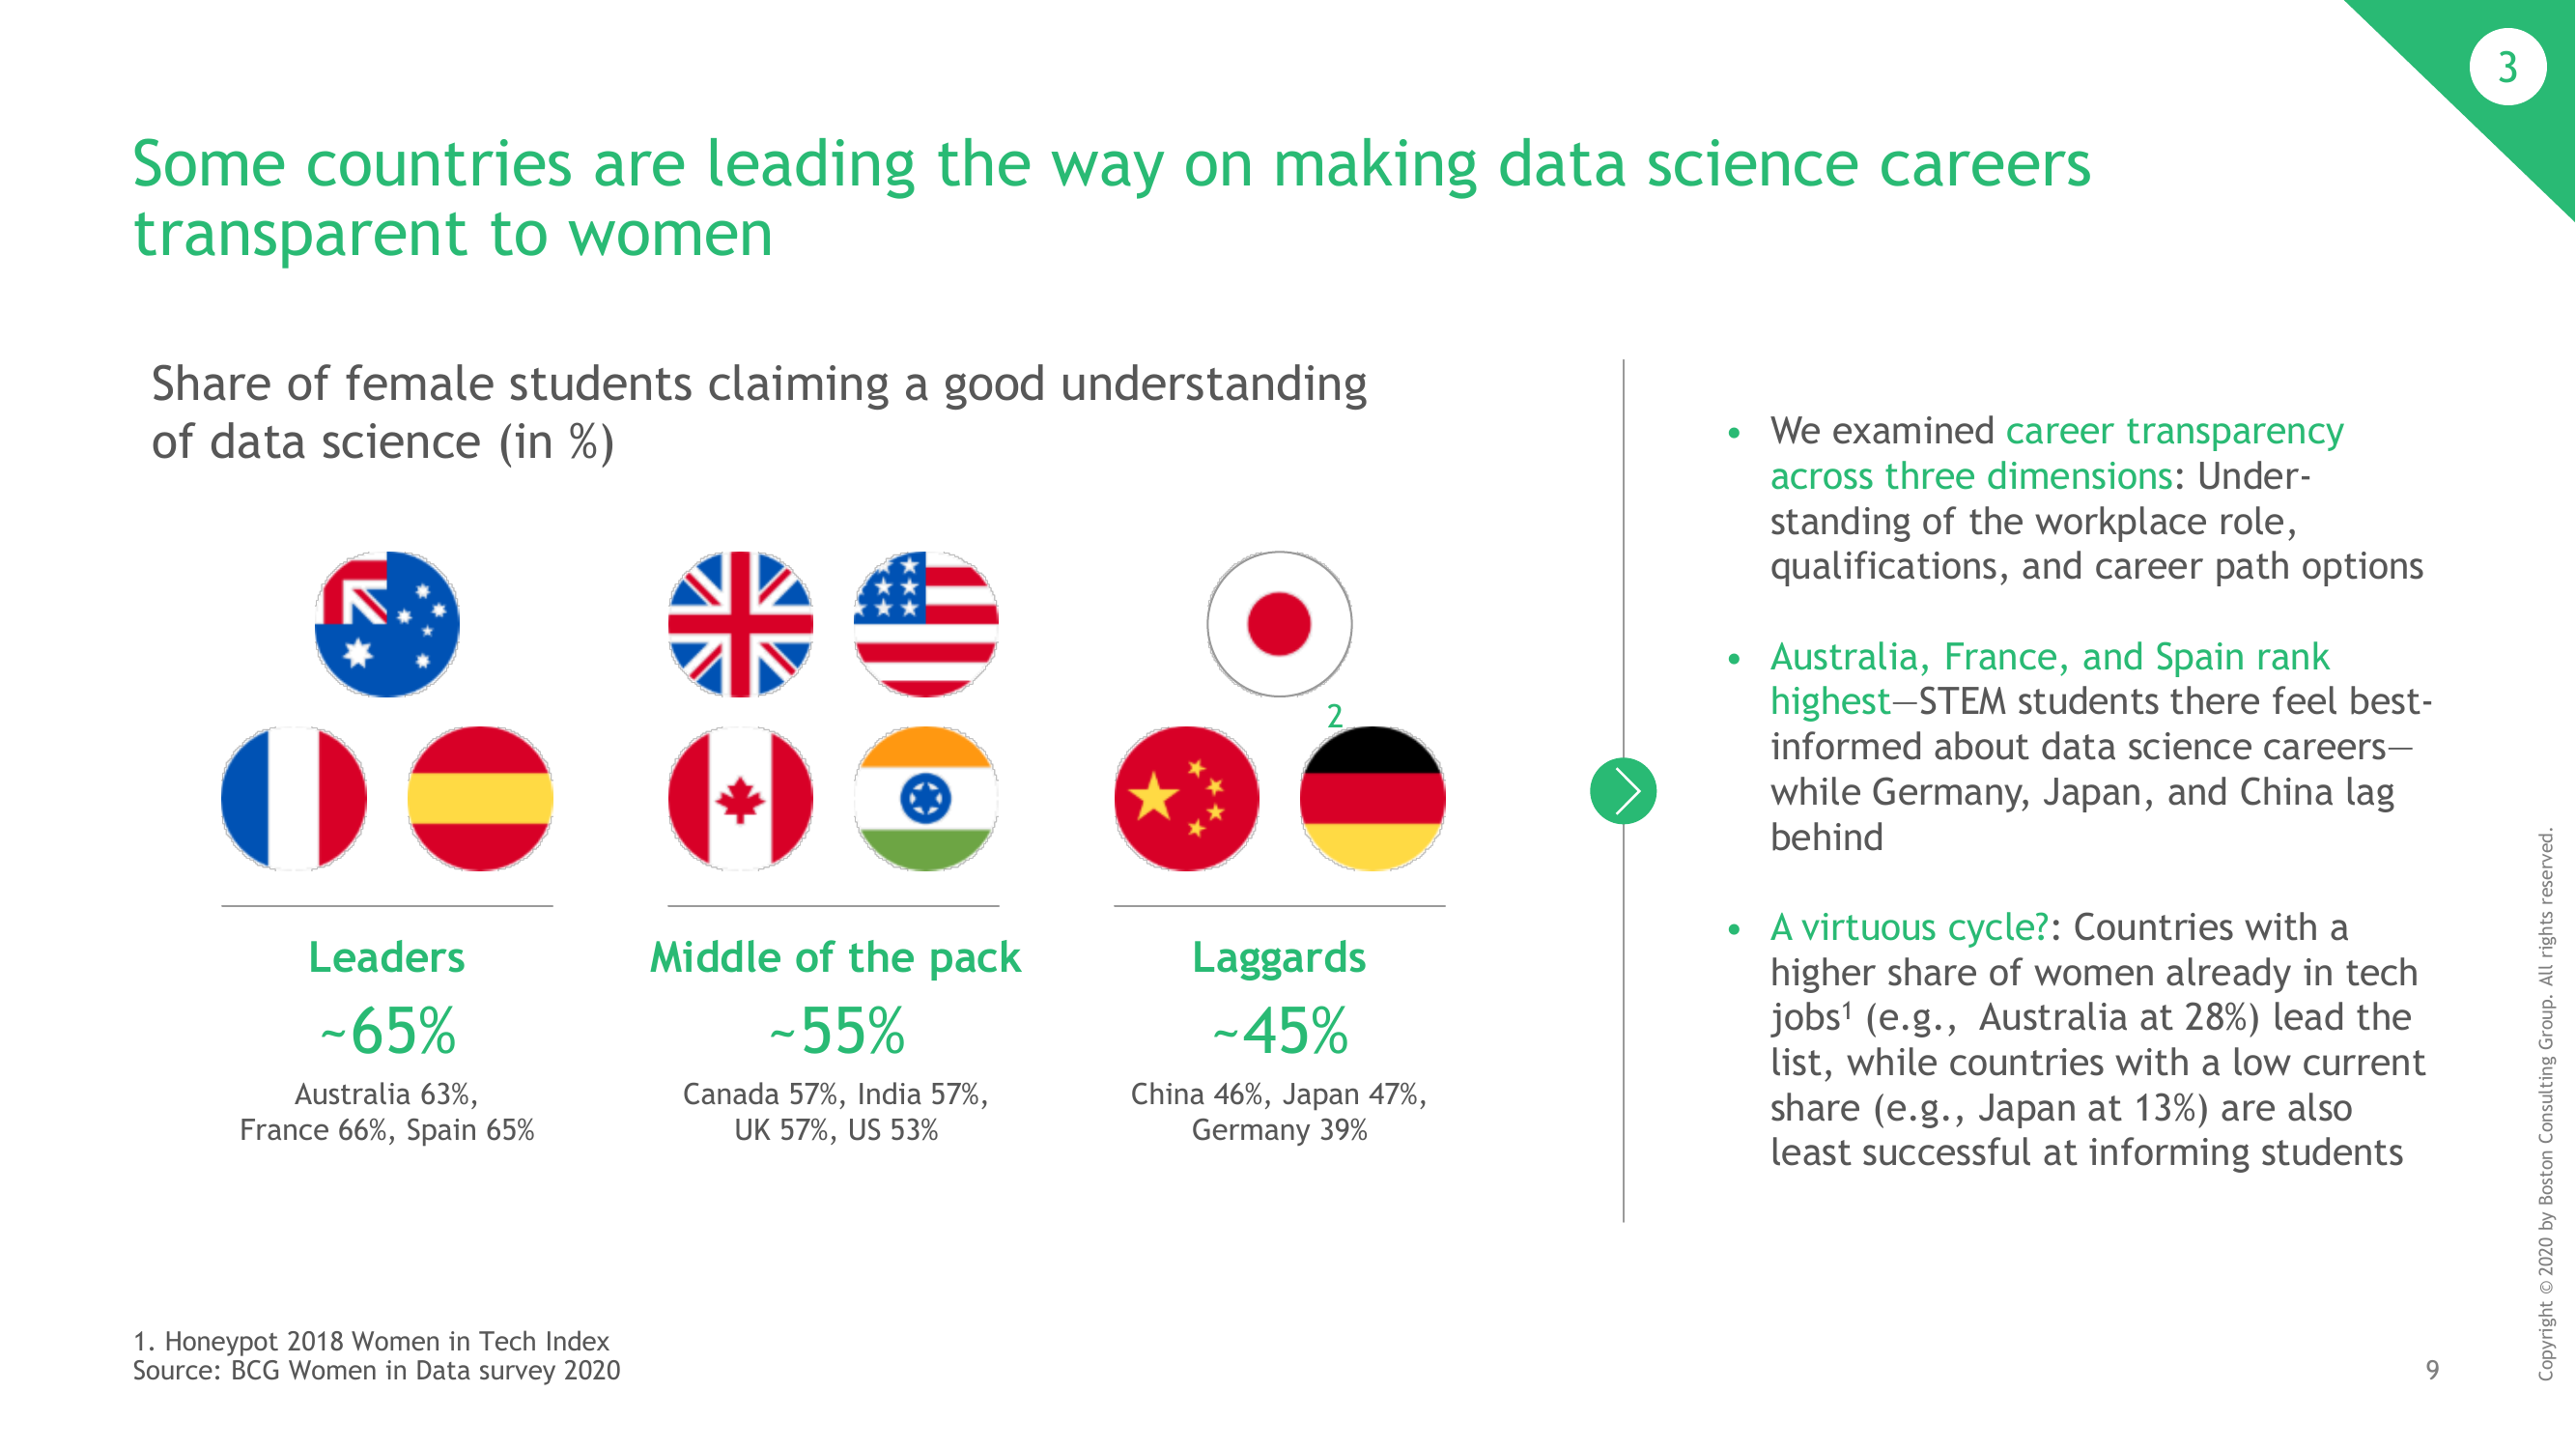 3
Some countries are leading the way on making data science careers
transparent to women
Share of female students claiming a good understanding
of data science (in %)
2
Leaders
~65%
Australia 63%,
France 66%, Spain 65%
Middle of the pack
~55%
Canada 57%, India 57%,
UK 57%, US 53%
Laggards
~45%
China 46%, Japan 47%,
Germany 39%
• We examined career transparency
across three dimensions: Under-
standing of the workplace role,
qualifications, and career path options
• Australia, France, and Spain rank
highest—STEM students there feel best-
informed about data science careers—
while Germany, Japan, and China lag
behind
• A virtuous cycle?: Countries with a
higher share of women already in tech
jobs¹ (e.g., Australia at 28%) lead the
list, while countries with a low current
share (e.g., Japan at 13%) are also
least successful at informing students
1. Honeypot 2018 Women in Tech Index
Source: BCG Women in Data survey 2020
9
Copyright © 2020 by Boston Consulting Group. All rights reserved.